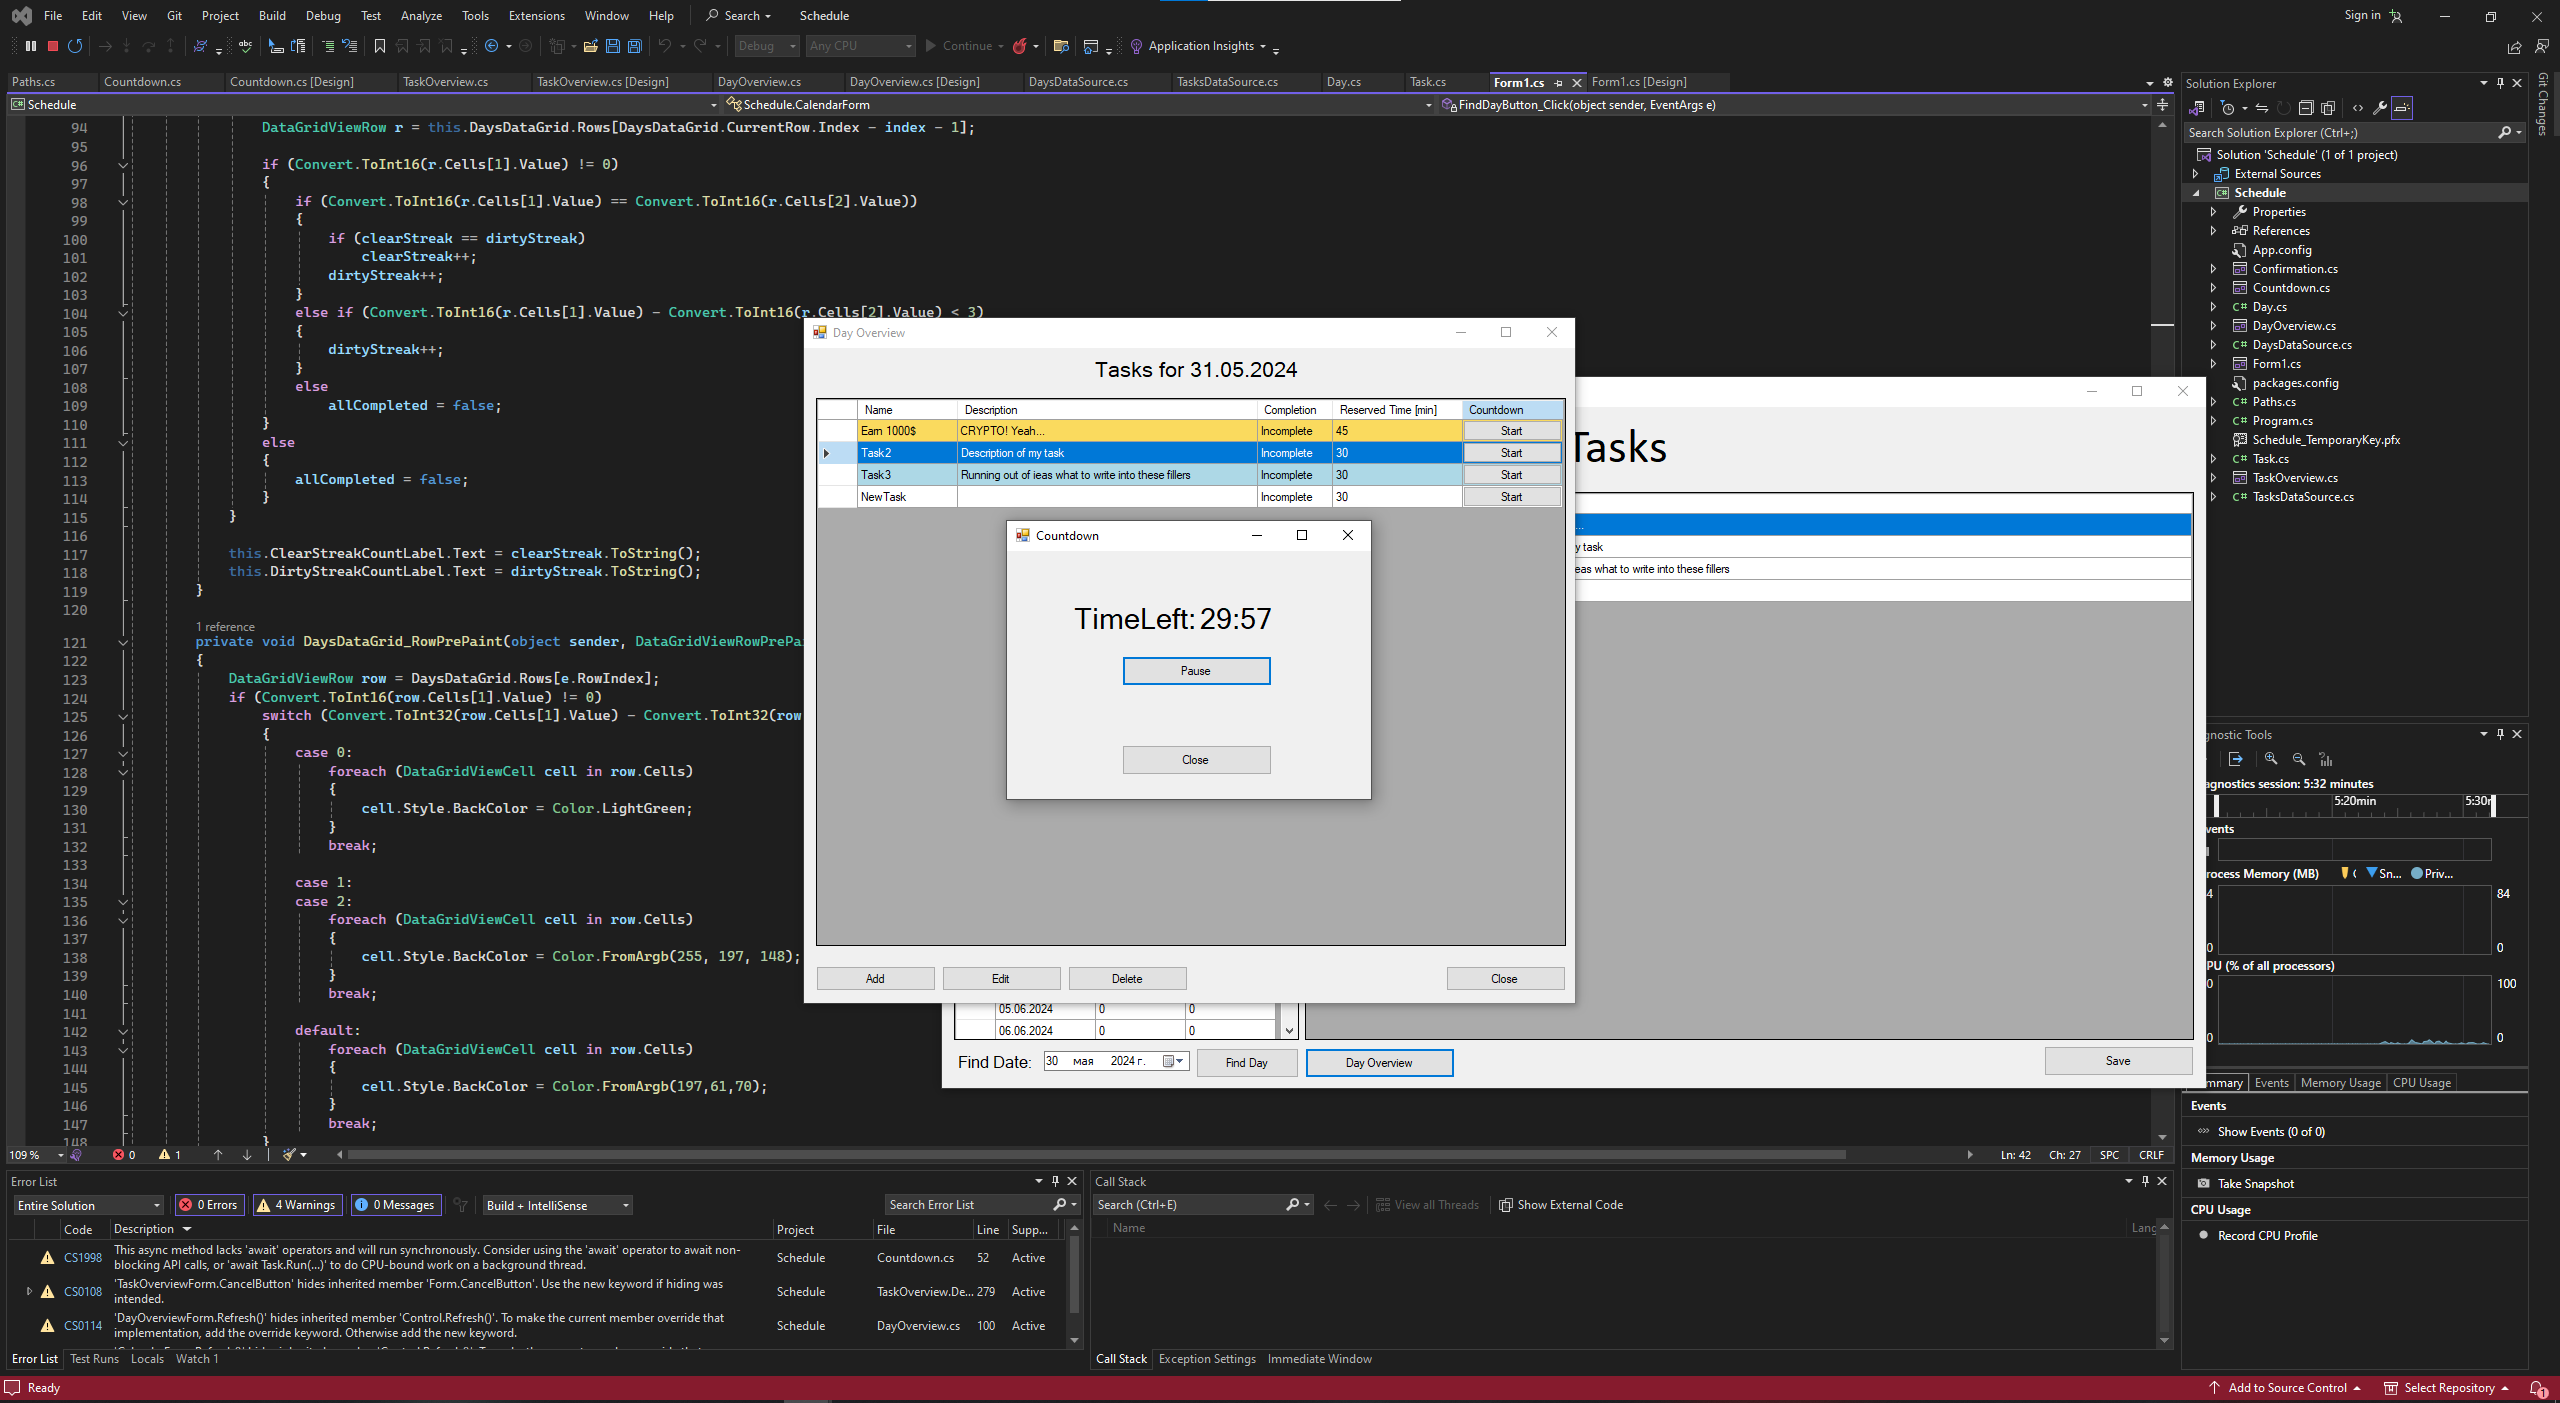 File Edit View Git Project Build Debug Test Analyze Tools Extensions Window Help Search Schedule Sign in
Debug Any CPU Continue Application Insights
Paths.cs Countdown.cs Countdown.cs [Design] TaskOverview.cs TaskOverview.cs [Design] DayOverview.cs DayOverview.cs [Design] DaysDataSource.cs TasksDataSource.cs Day.cs Task.cs Form1.cs Form1.cs [Design]
Schedule Schedule.CalendarForm FindDayButton_Click(object sender, EventArgs e)
94 DataGridViewRow r = this.DaysDataGrid.Rows[DaysDataGrid.CurrentRow.Index - index - 1];
95
96 if (Convert.ToInt16(r.Cells[1].Value) != 0)
97 {
98 if (Convert.ToInt16(r.Cells[1].Value) == Convert.ToInt16(r.Cells[2].Value))
99 {
100 if (clearStreak == dirtyStreak)
101 clearStreak++;
102 dirtyStreak++;
103 }
104 else if (Convert.ToInt16(r.Cells[1].Value) - Convert.ToInt16(r.Cells[2].Value) < 3)
105 {
106 dirtyStreak++;
107 }
108 else
109 allCompleted = false;
110 }
111 else
112 {
113 allCompleted = false;
114 }
115 }
116
117 this.ClearStreakCountLabel.Text = clearStreak.ToString();
118 this.DirtyStreakCountLabel.Text = dirtyStreak.ToString();
119 }
120
1 reference
121 private void DaysDataGrid_RowPrePaint(object sender, DataGridViewRowPrePai
122 {
123 DataGridViewRow row = DaysDataGrid.Rows[e.RowIndex];
124 if (Convert.ToInt16(row.Cells[1].Value) != 0)
125 switch (Convert.ToInt32(row.Cells[1].Value) - Convert.ToInt32(row
126 {
127 case 0:
128 foreach (DataGridViewCell cell in row.Cells)
129 {
130 cell.Style.BackColor = Color.LightGreen;
131 }
132 break;
133
134 case 1:
135 case 2:
136 foreach (DataGridViewCell cell in row.Cells)
137 {
138 cell.Style.BackColor = Color.FromArgb(255, 197, 148);
139 }
140 break;
141
142 default:
143 foreach (DataGridViewCell cell in row.Cells)
144 {
145 cell.Style.BackColor = Color.FromArgb(197,61,70);
146 }
147 break;
148 }
109 % 0 1 Ln: 42 Ch: 27 SPC CRLF
Day Overview
Tasks for 31.05.2024
Name Description Completion Reserved Time [min] Countdown
Earn 1000$ CRYPTO! Yeah... Incomplete 45 Start
Task2 Description of my task Incomplete 30 Start
Task3 Running out of ieas what to write into these fillers Incomplete 30 Start
NewTask Incomplete 30 Start
Countdown
TimeLeft: 29:57
Pause
Close
Add Edit Delete Close
Tasks
...
y task
eas what to write into these fillers
05.06.2024 0 0
06.06.2024 0 0
Find Date: 30 мая 2024 г. Find Day Day Overview Save
Solution Explorer
Search Solution Explorer (Ctrl+;)
Solution 'Schedule' (1 of 1 project)
External Sources
Schedule
Properties
References
App.config
Confirmation.cs
Countdown.cs
Day.cs
DayOverview.cs
DaysDataSource.cs
Form1.cs
packages.config
Paths.cs
Program.cs
Schedule_TemporaryKey.pfx
Task.cs
TaskOverview.cs
TasksDataSource.cs
Git Changes
gnostic Tools
agnostics session: 5:32 minutes
5:20min 5:30r
vents
rocess Memory (MB) Sn... Priv...
4 84
0 0
PU (% of all processors)
0 100
0 0
mmary Events Memory Usage CPU Usage
Events
Show Events (0 of 0)
Memory Usage
Take Snapshot
CPU Usage
Record CPU Profile
Error List
Entire Solution 0 Errors 4 Warnings 0 Messages Build + IntelliSense Search Error List
Code Description Project File Line Supp...
CS1998 This async method lacks 'await' operators and will run synchronously. Consider using the 'await' operator to await non-
blocking API calls, or 'await Task.Run(...)' to do CPU-bound work on a background thread. Schedule Countdown.cs 52 Active
CS0108 'TaskOverviewForm.CancelButton' hides inherited member 'Form.CancelButton'. Use the new keyword if hiding was
intended. Schedule TaskOverview.De... 279 Active
CS0114 'DayOverviewForm.Refresh()' hides inherited member 'Control.Refresh()'. To make the current member override that
implementation, add the override keyword. Otherwise add the new keyword. Schedule DayOverview.cs 100 Active
Error List Test Runs Locals Watch 1
Call Stack
Search (Ctrl+E) View all Threads Show External Code
Name Lang
Call Stack Exception Settings Immediate Window
Ready Add to Source Control Select Repository 1